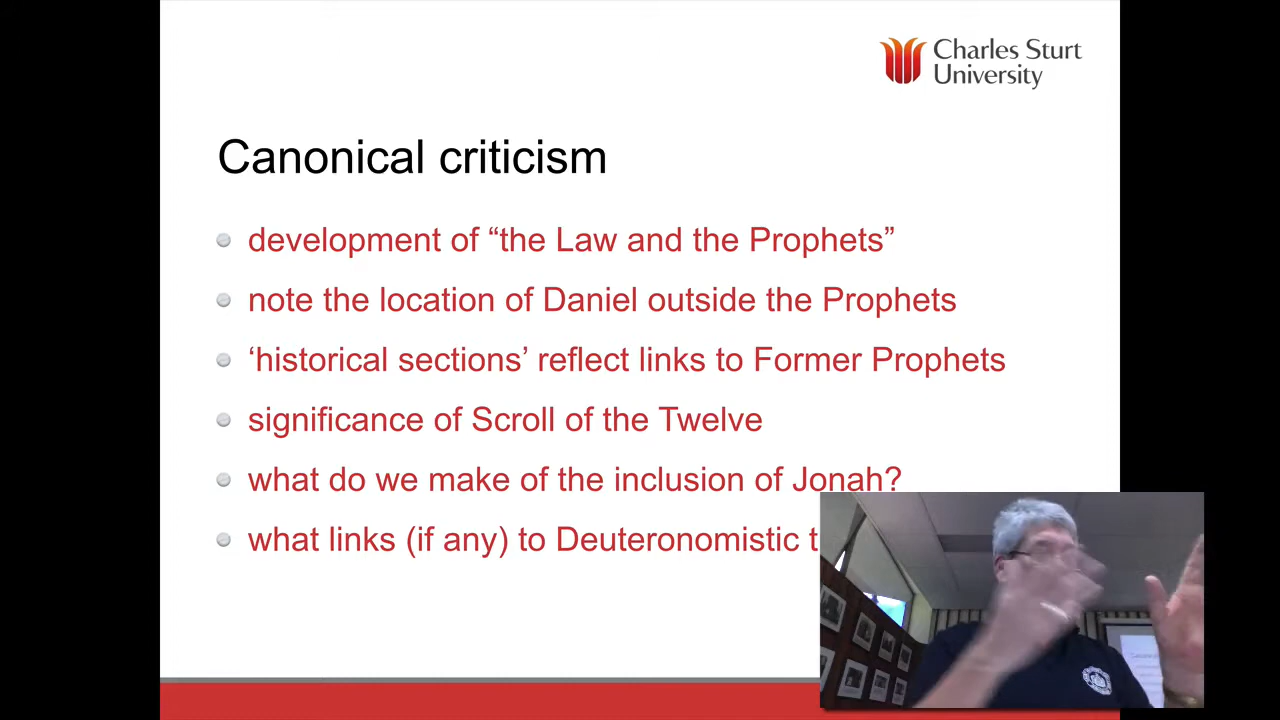 Charles Sturt
University
Canonical criticism
development of “the Law and the Prophets”
note the location of Daniel outside the Prophets
‘historical sections’ reflect links to Former Prophets
significance of Scroll of the Twelve
what do we make of the inclusion of Jonah?
what links (if any) to Deuteronomistic